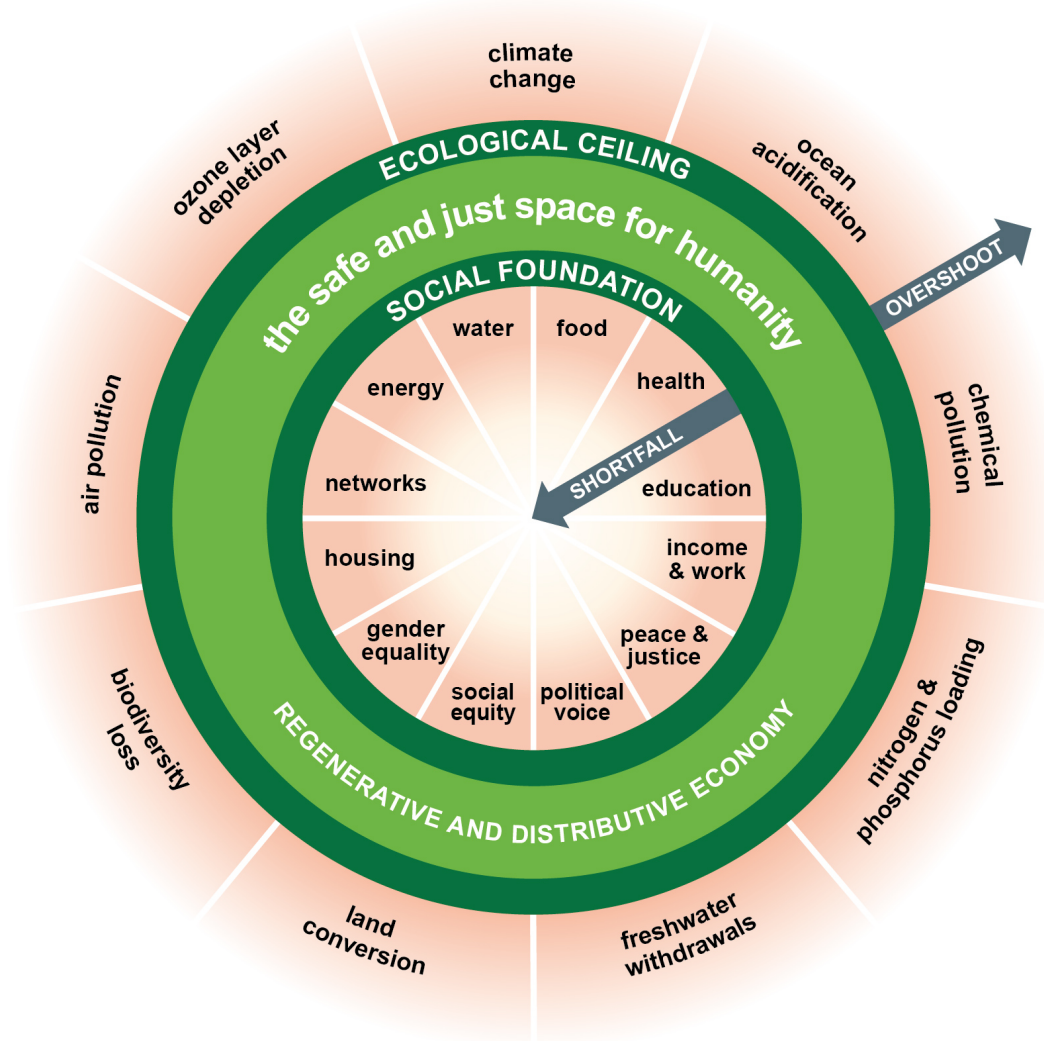 climate
change
ocean
acidification
OVERSHOOT
chemical
pollution
nitrogen &
phosphorus loading
freshwater
withdrawals
land
conversion
biodiversity
loss
air pollution
ozone layer
depletion
ECOLOGICAL CEILING
the safe and just space for humanity
SOCIAL FOUNDATION
water
food
health
SHORTFALL
education
income
& work
peace &
justice
political
voice
social
equity
gender
equality
housing
networks
energy
REGENERATIVE AND DISTRIBUTIVE ECONOMY